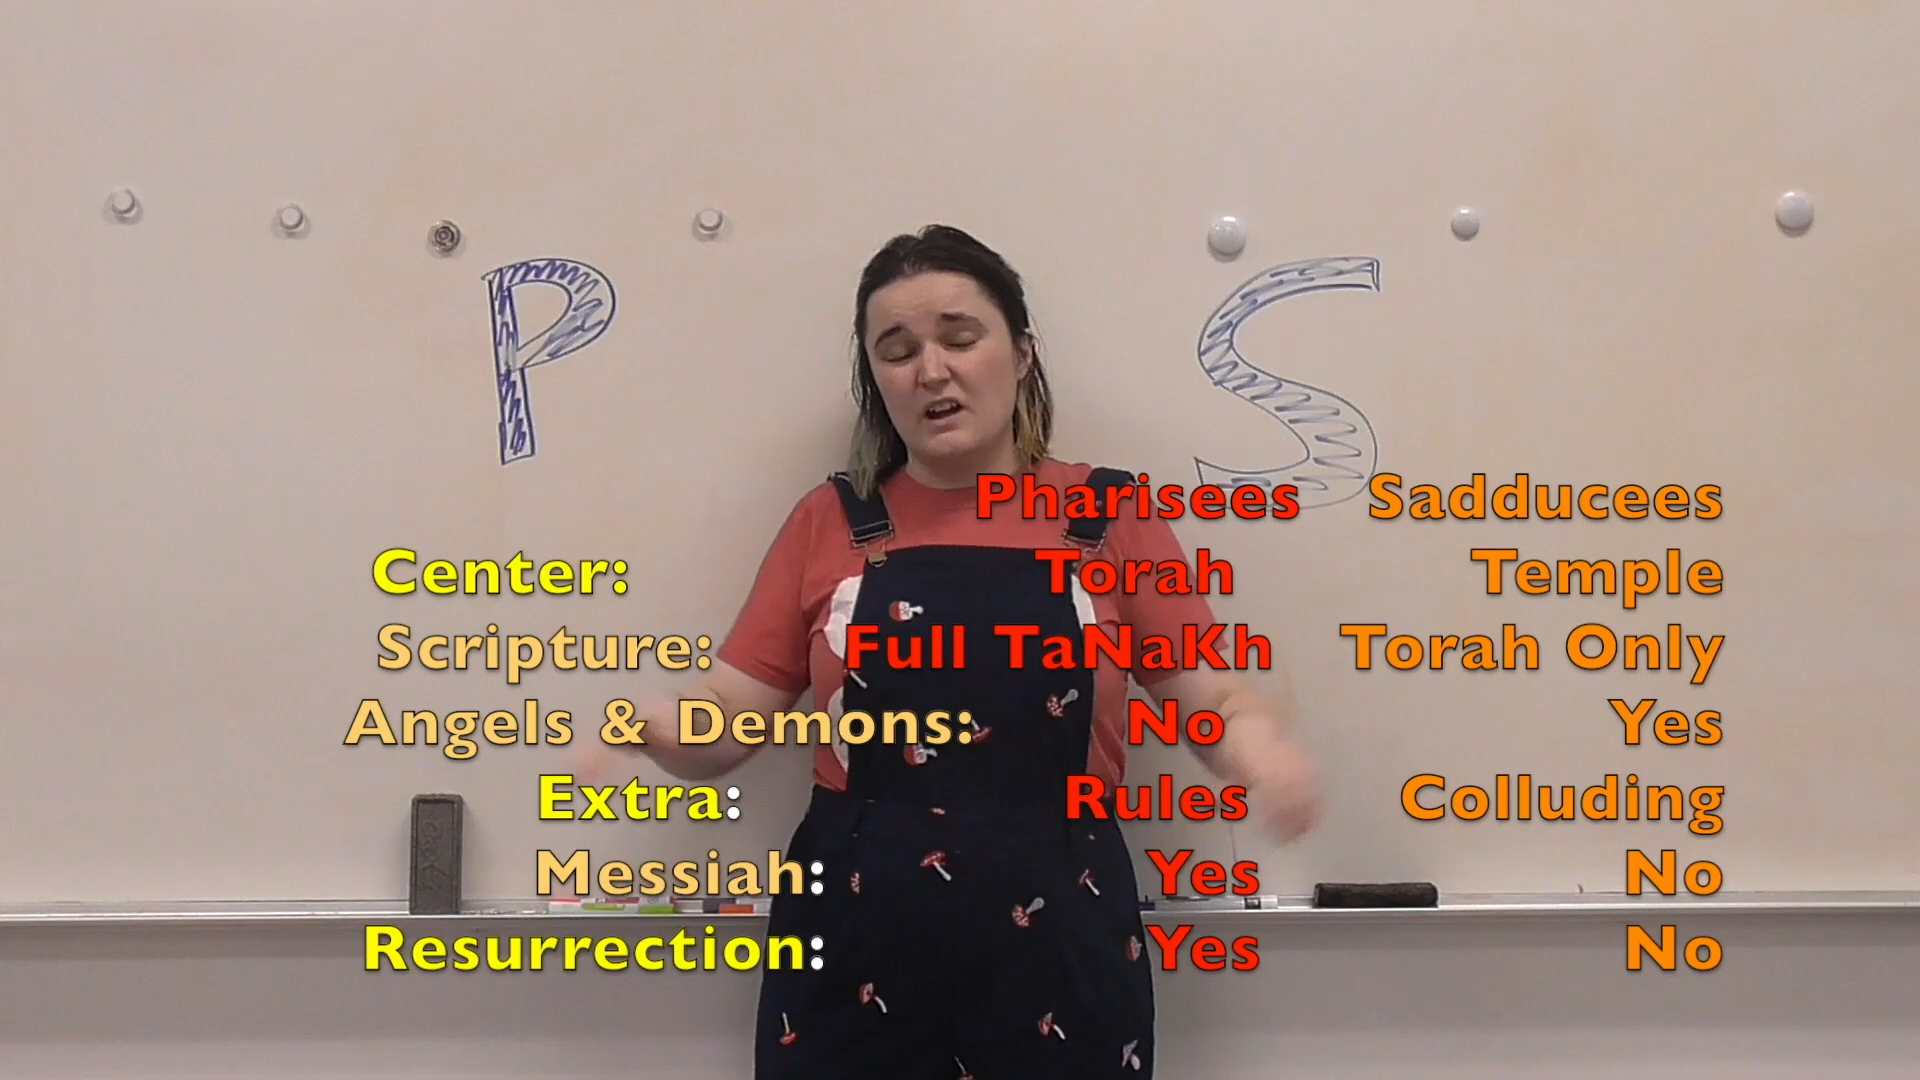 P S
Pharisees Sadducees
Center: Torah Temple
Scripture: Full TaNaKh Torah Only
Angels & Demons: No Yes
Extra: Rules Colluding
Messiah: Yes No
Resurrection: Yes No